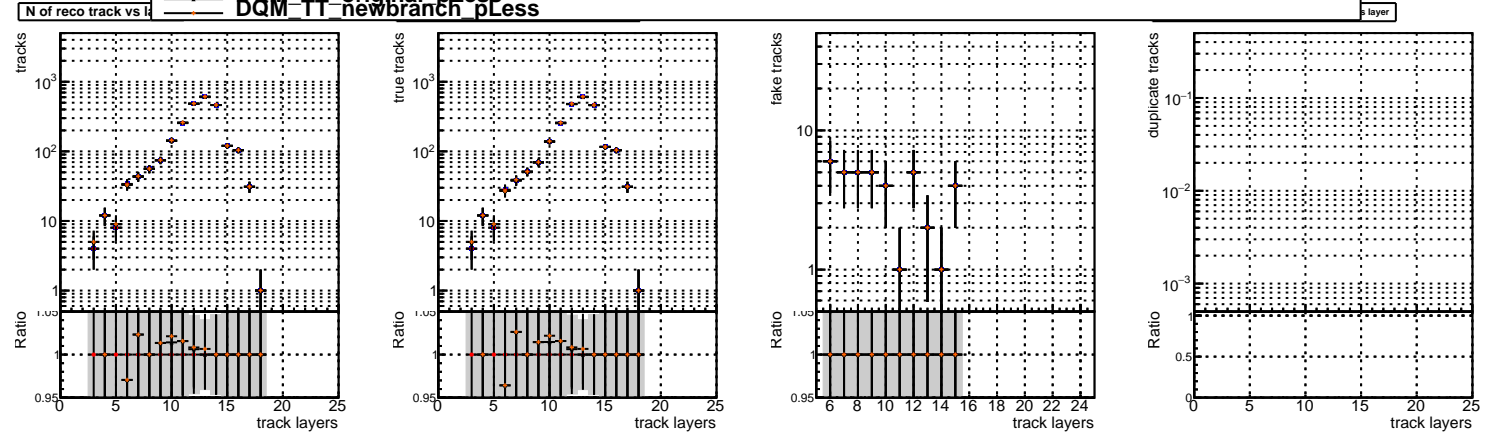 DQM_TT_newbranch_pLess
N of reco track vs la
s layer
tracks
10³
10²
10
1
Ratio
1.05
1
0.95
0 5 10 15 20 25
track layers
true tracks
10³
10²
10
1
Ratio
1.05
1
0.95
0 5 10 15 20 25
track layers
fake tracks
10
1
Ratio
1.05
1
0.95
6 8 10 12 14 16 18 20 22 24
track layers
duplicate tracks
10⁻¹
10⁻²
10⁻³
Ratio
1
0.5
0
0 5 10 15 20 25
track layers